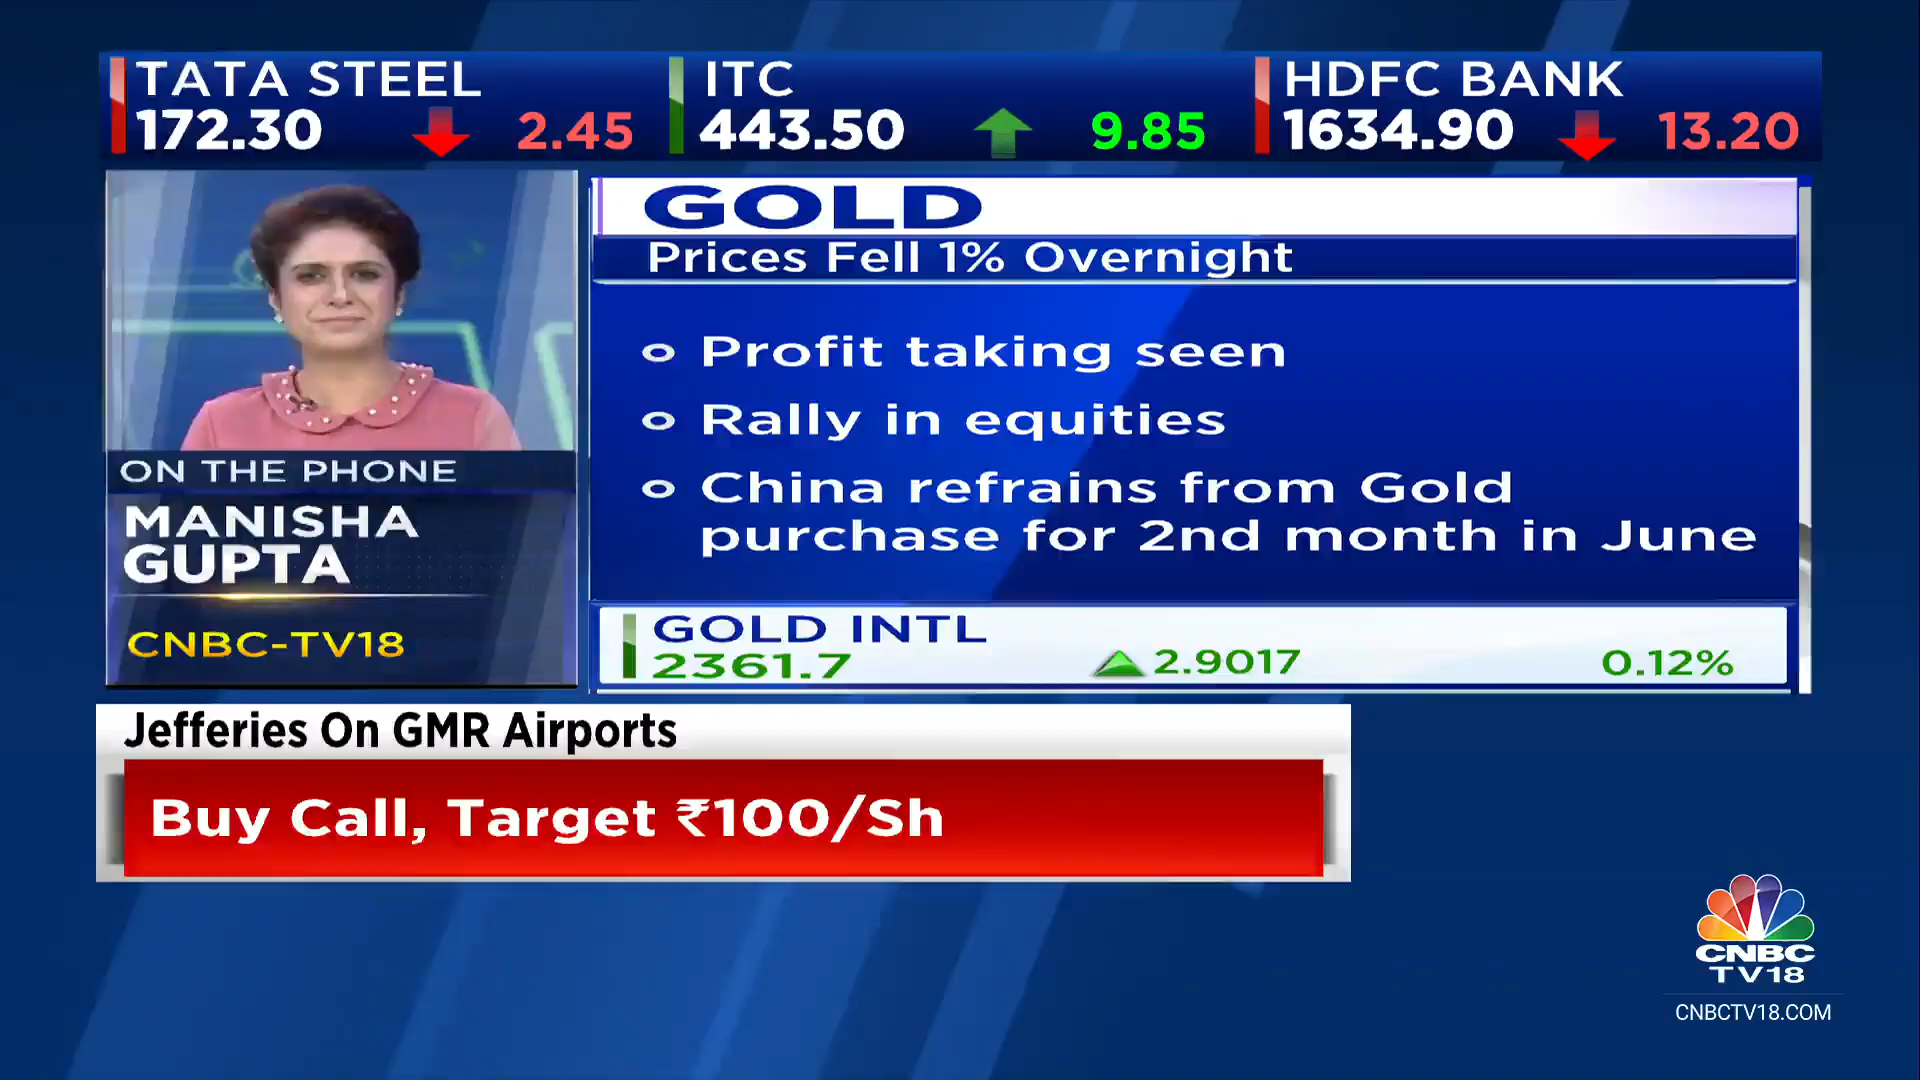 TATA STEEL
172.30 2.45
ITC
443.50 9.85
HDFC BANK
1634.90 13.20
GOLD
Prices Fell 1% Overnight
Profit taking seen
Rally in equities
China refrains from Gold
purchase for 2nd month in June
GOLD INTL
2361.7 2.9017 0.12%
ON THE PHONE
MANISHA
GUPTA
CNBC-TV18
Jefferies On GMR Airports
Buy Call, Target ₹100/Sh
CNBC
TV18
CNBCTV18.COM